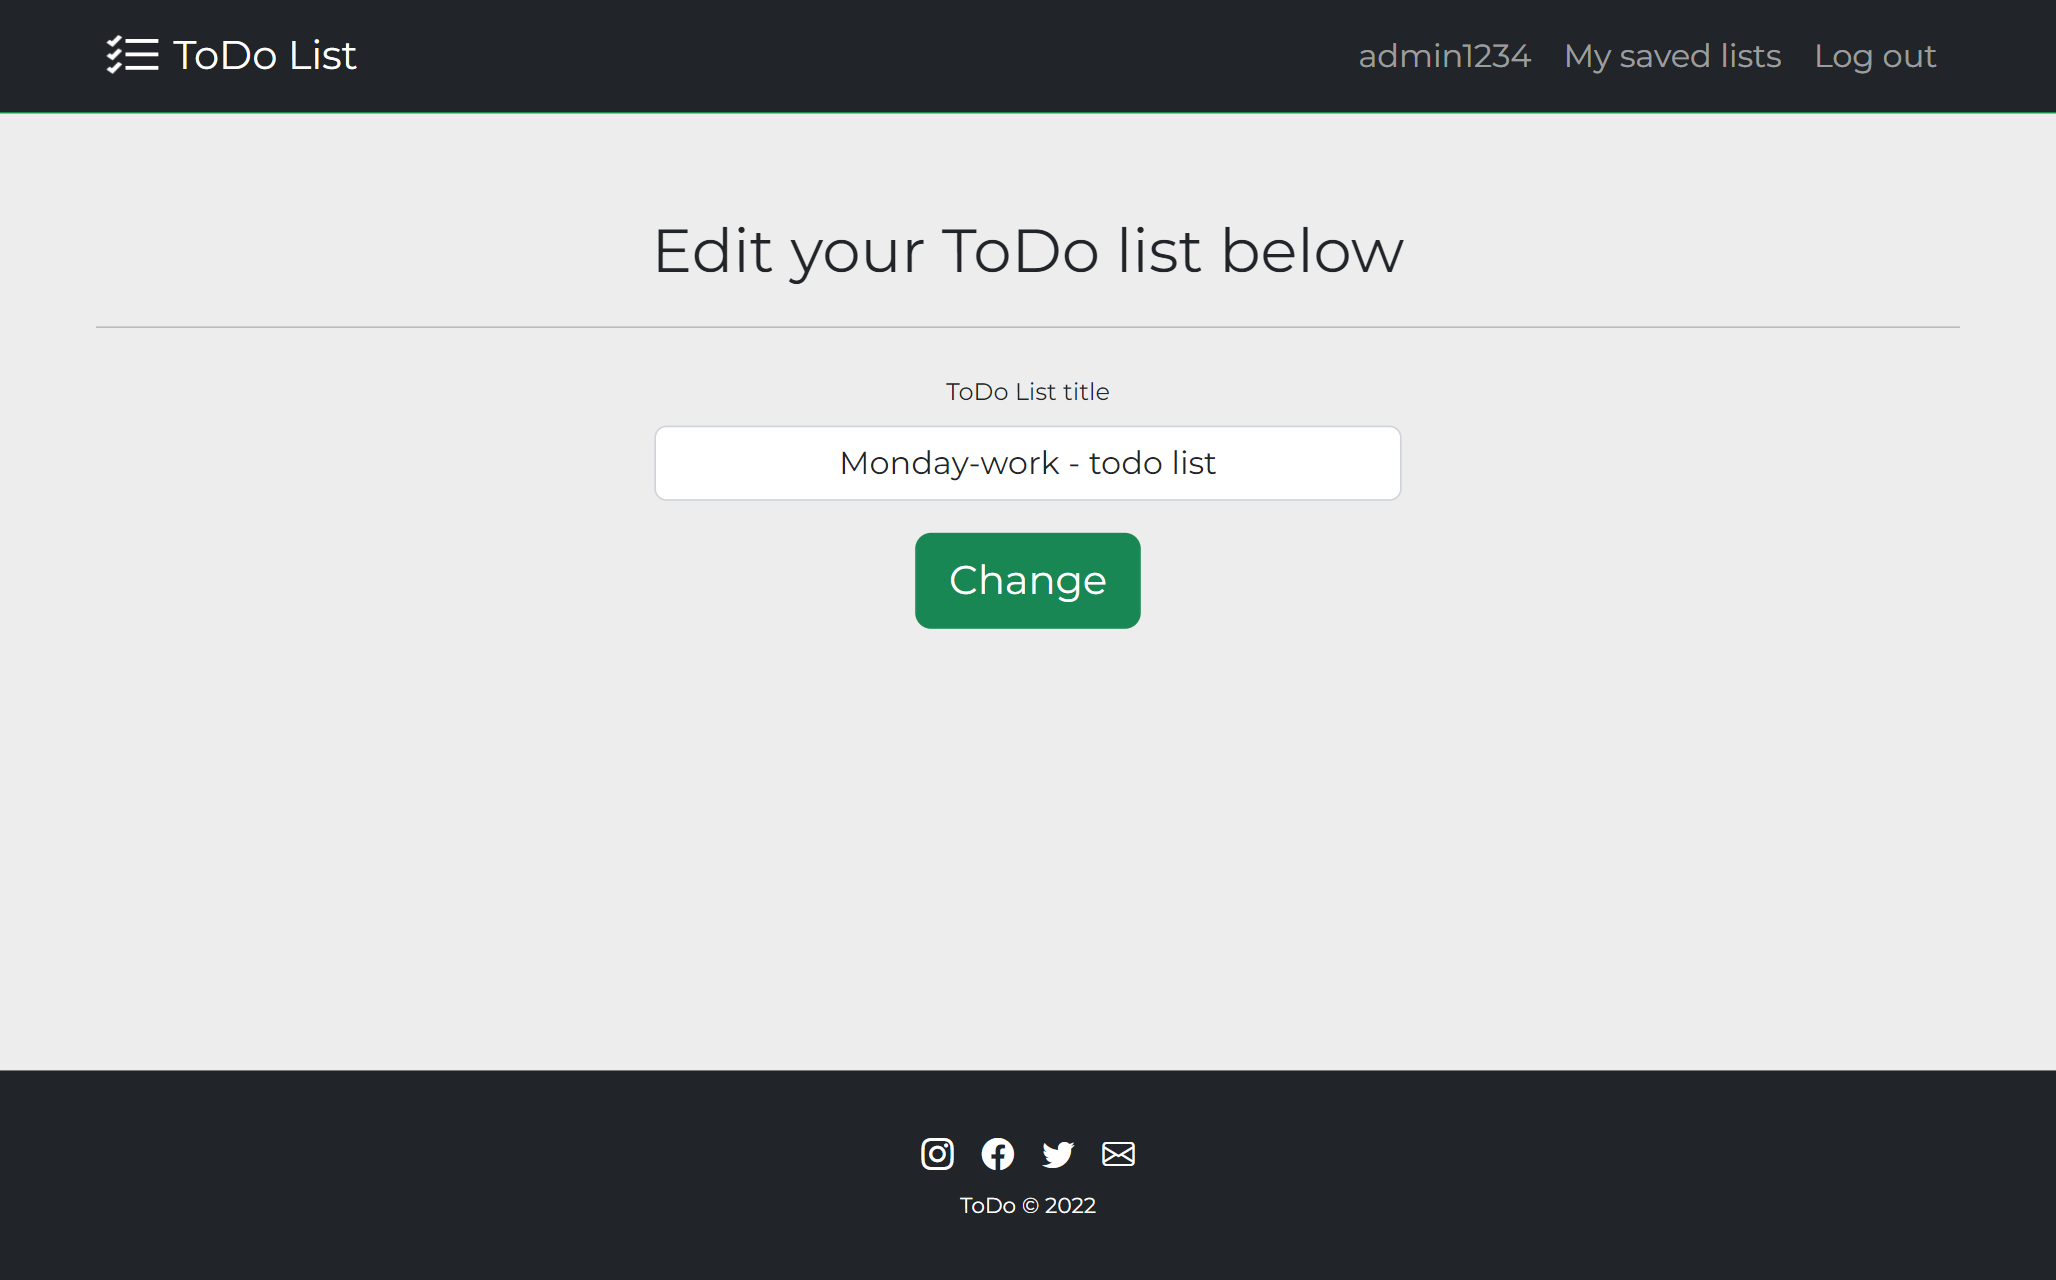 ToDo List
admin1234 My saved lists Log out
Edit your ToDo list below
ToDo List title
Monday-work - todo list
Change
ToDo © 2022